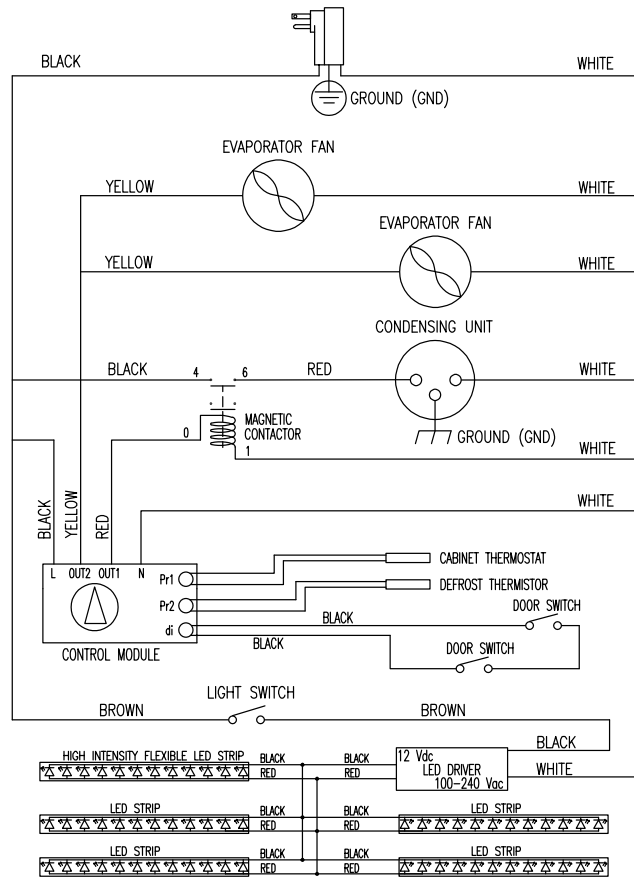 BLACK
WHITE
GROUND (GND)
EVAPORATOR FAN
YELLOW
WHITE
EVAPORATOR FAN
YELLOW
WHITE
CONDENSING UNIT
BLACK
4
6
RED
WHITE
MAGNETIC
CONTACTOR
0
1
GROUND (GND)
WHITE
BLACK
YELLOW
RED
WHITE
L
OUT2
OUT1
N
Pr1
CABINET THERMOSTAT
Pr2
DEFROST THERMISTOR
di
BLACK
DOOR SWITCH
BLACK
DOOR SWITCH
CONTROL MODULE
LIGHT SWITCH
BROWN
BROWN
BLACK
HIGH INTENSITY FLEXIBLE LED STRIP
BLACK
BLACK
12 Vdc
LED DRIVER
100-240 Vac
RED
RED
WHITE
LED STRIP
BLACK
BLACK
LED STRIP
RED
RED
LED STRIP
BLACK
BLACK
LED STRIP
RED
RED